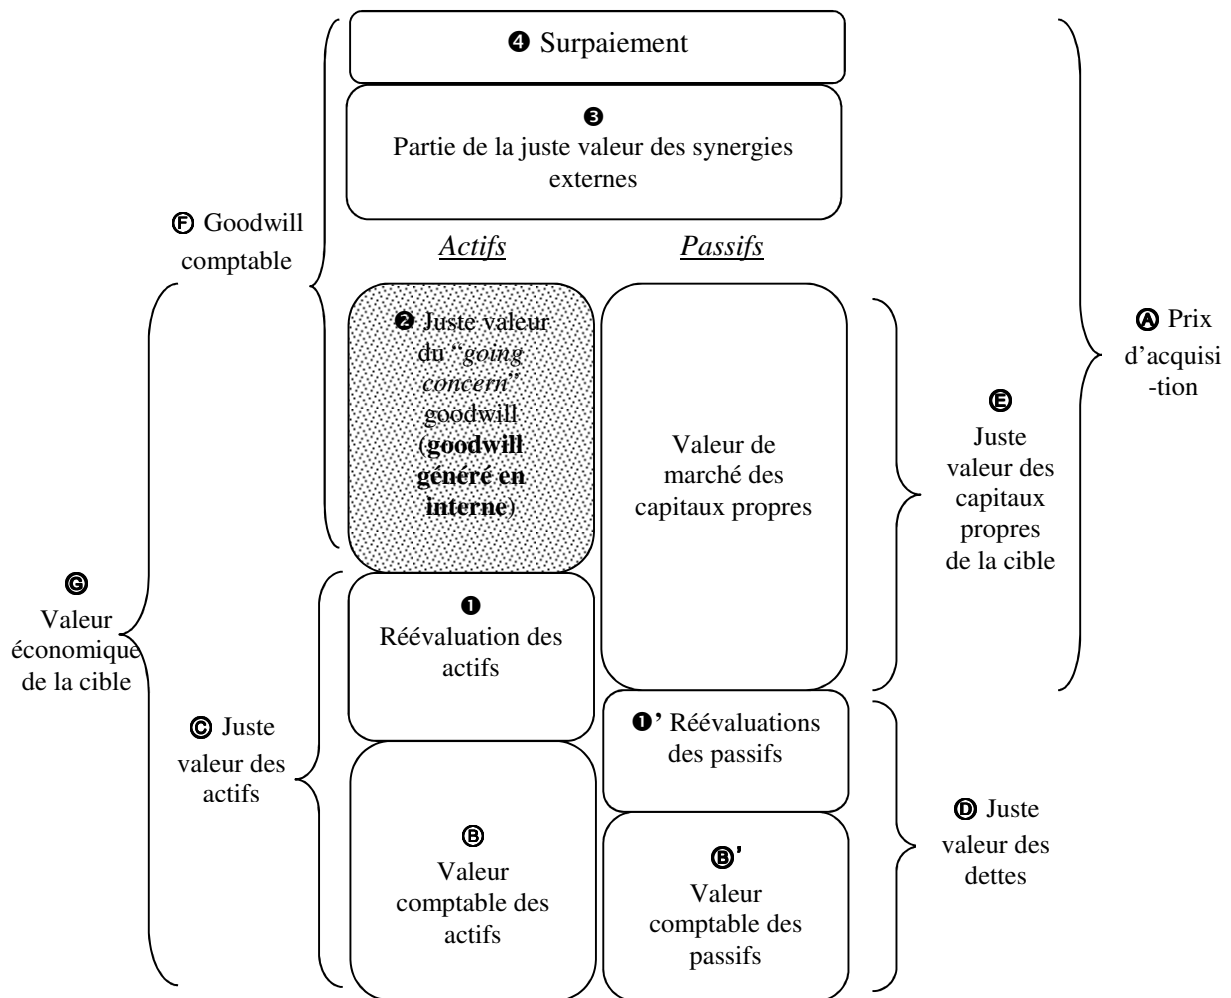 ❹ Surpaiement
❸
Partie de la juste valeur des synergies
externes
Ⓕ Goodwill
comptable
Actifs
Passifs
❷ Juste valeur
du “going
concern”
goodwill
(goodwill
généré en
interne)
Valeur de
marché des
capitaux propres
Ⓐ Prix
d’acquisi
-tion
Ⓔ
Juste
valeur des
capitaux
propres
de la cible
Ⓖ
Valeur
économique
de la cible
❶
Réévaluation des
actifs
❶’ Réévaluations
des passifs
Ⓒ Juste
valeur des
actifs
Ⓑ
Valeur
comptable des
actifs
Ⓑ’
Valeur
comptable des
passifs
Ⓓ Juste
valeur des
dettes